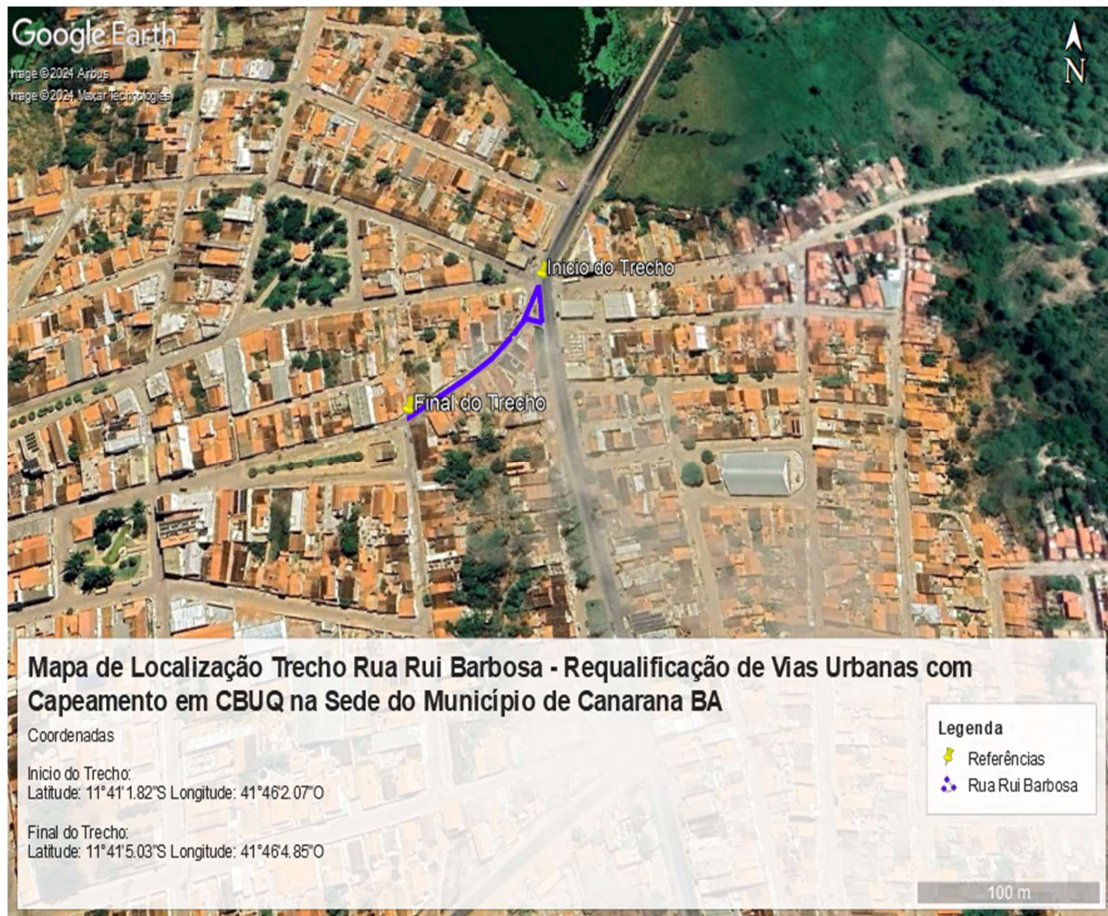 Google Earth
Image © 2024 Airbus
Image © 2024 Maxar Technologies
N
Inicio do Trecho
Final do Trecho
Mapa de Localização Trecho Rua Rui Barbosa - Requalificação de Vias Urbanas com
Capeamento em CBUQ na Sede do Município de Canarana BA
Coordenadas
Inicio do Trecho:
Latitude: 11°41'1.82"S Longitude: 41°46'2.07"O
Final do Trecho:
Latitude: 11°41'5.03"S Longitude: 41°46'4.85"O
Legenda
Referências
Rua Rui Barbosa
100 m